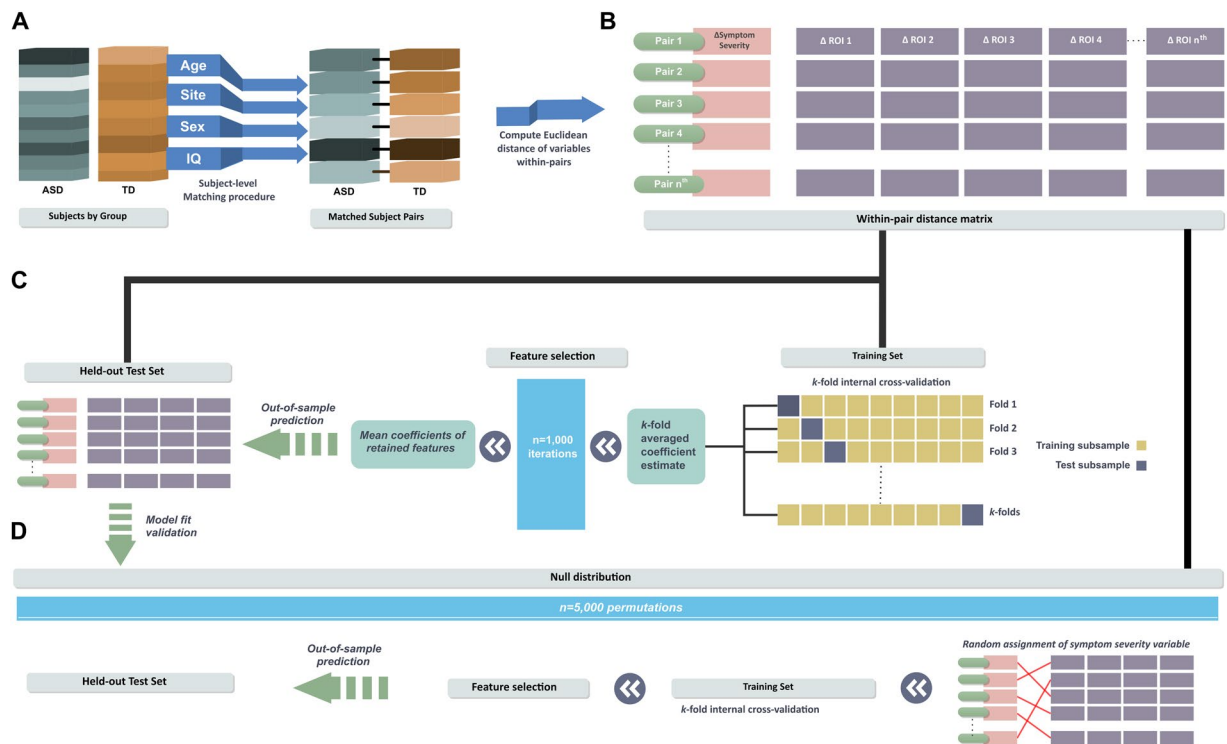 A
Age
Site
Sex
IQ
ASD
TD
Subject-level
Matching procedure
ASD
TD
Subjects by Group
Matched Subject Pairs
Compute Euclidean
distance of variables
within-pairs
B
Pair 1
ΔSymptom
Severity
Δ ROI 1
Δ ROI 2
Δ ROI 3
Δ ROI 4
Δ ROI nth
Pair 2
Pair 3
Pair 4
Pair nth
Within-pair distance matrix
C
Held-out Test Set
Out-of-sample
prediction
Mean coefficients of
retained features
Feature selection
n=1,000
iterations
k-fold
averaged
coefficient
estimate
Training Set
k-fold internal cross-validation
Fold 1
Fold 2
Fold 3
k-folds
Training subsample
Test subsample
Model fit
validation
D
Null distribution
n=5,000 permutations
Held-out Test Set
Out-of-sample
prediction
Feature selection
Training Set
k-fold internal cross-validation
Random assignment of symptom severity variable